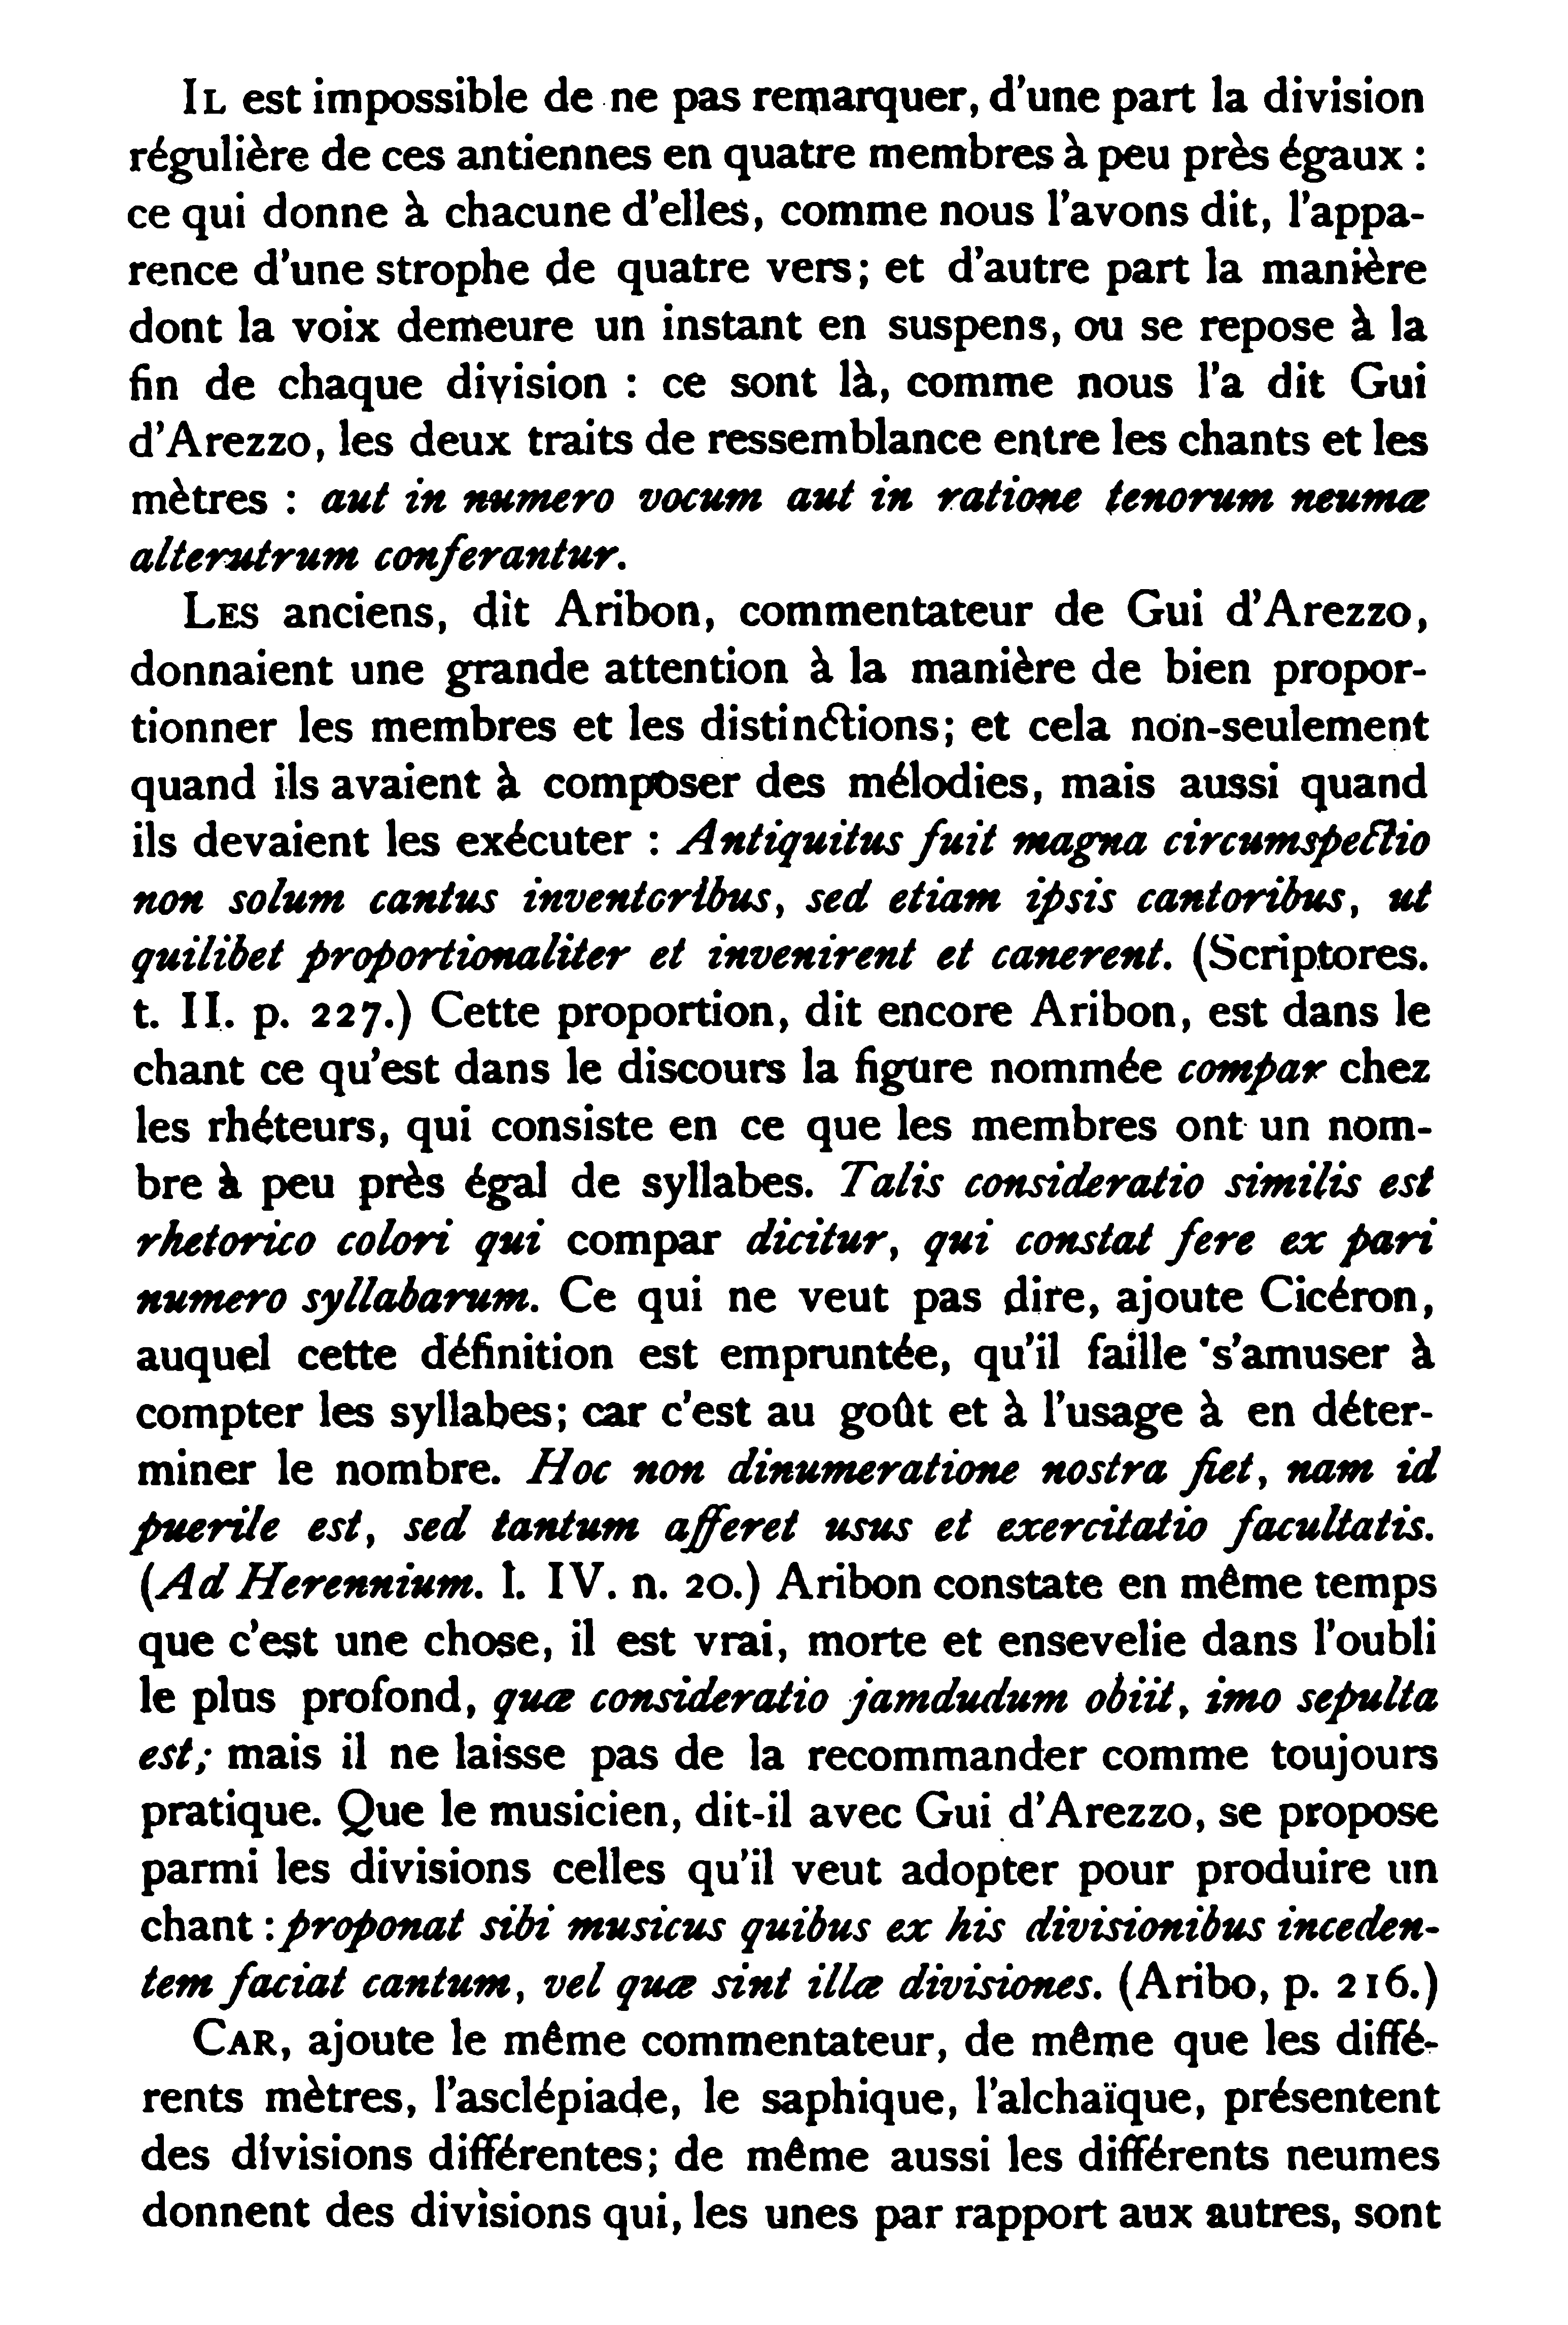 IL est impossible de ne pas remarquer, d'une part la division
régulière de ces antiennes en quatre membres à peu près égaux :
ce qui donne à chacune d'elles, comme nous l'avons dit, l'appa-
rence d'une strophe de quatre vers; et d'autre part la manière
dont la voix demeure un instant en suspens, ou se repose à la
fin de chaque division : ce sont là, comme nous l'a dit Gui
d'Arezzo, les deux traits de ressemblance entre les chants et les
mètres : aut in numero vocum aut in ratione tenorum neumæ
alterutrum conferantur.
LES anciens, dit Aribon, commentateur de Gui d'Arezzo,
donnaient une grande attention à la manière de bien propor-
tionner les membres et les distinctions; et cela non-seulement
quand ils avaient à composer des mélodies, mais aussi quand
ils devaient les exécuter : Antiquitus fuit magna circumspectio
non solum cantus inventoribus, sed etiam ipsis cantoribus, ut
quilibet proportionaliter et invenirent et canerent. (Scriptores.
t. II. p. 227.) Cette proportion, dit encore Aribon, est dans le
chant ce qu'est dans le discours la figure nommée compar chez
les rhéteurs, qui consiste en ce que les membres ont un nom-
bre à peu près égal de syllabes. Talis consideratio similis est
rhetorico colori qui compar dicitur, qui constat fere ex pari
numero syllabarum. Ce qui ne veut pas dire, ajoute Cicéron,
auquel cette définition est empruntée, qu'il faille s'amuser à
compter les syllabes; car c'est au goût et à l'usage à en déter-
miner le nombre. Hoc non dinumeratione nostra fiet, nam id
puerile est, sed tantum afferet usus et exercitatio facultatis.
(Ad Herennium. l. IV. n. 20.) Aribon constate en même temps
que c'est une chose, il est vrai, morte et ensevelie dans l'oubli
le plus profond, quæ consideratio jamdudum obiit, imo sepulta
est; mais il ne laisse pas de la recommander comme toujours
pratique. Que le musicien, dit-il avec Gui d'Arezzo, se propose
parmi les divisions celles qu'il veut adopter pour produire un
chant : proponat sibi musicus quibus ex his divisionibus inceden-
tem faciat cantum, vel quæ sint illæ divisiones. (Aribo, p. 216.)
CAR, ajoute le même commentateur, de même que les diffé-
rents mètres, l'asclépiade, le saphique, l'alchaïque, présentent
des divisions différentes; de même aussi les différents neumes
donnent des divisions qui, les unes par rapport aux autres, sont